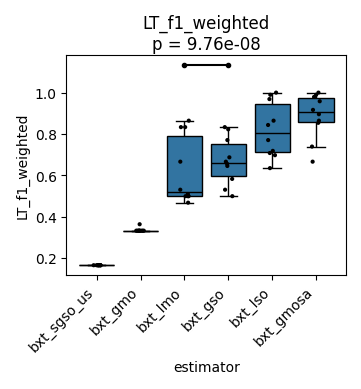 LT_f1_weighted
p = 9.76e-08
LT_f1_weighted
1.0
0.8
0.6
0.4
0.2
bxt_sgso_us
bxt_gmo
bxt_lmo
bxt_gso
bxt_lso
bxt_gmosa
estimator